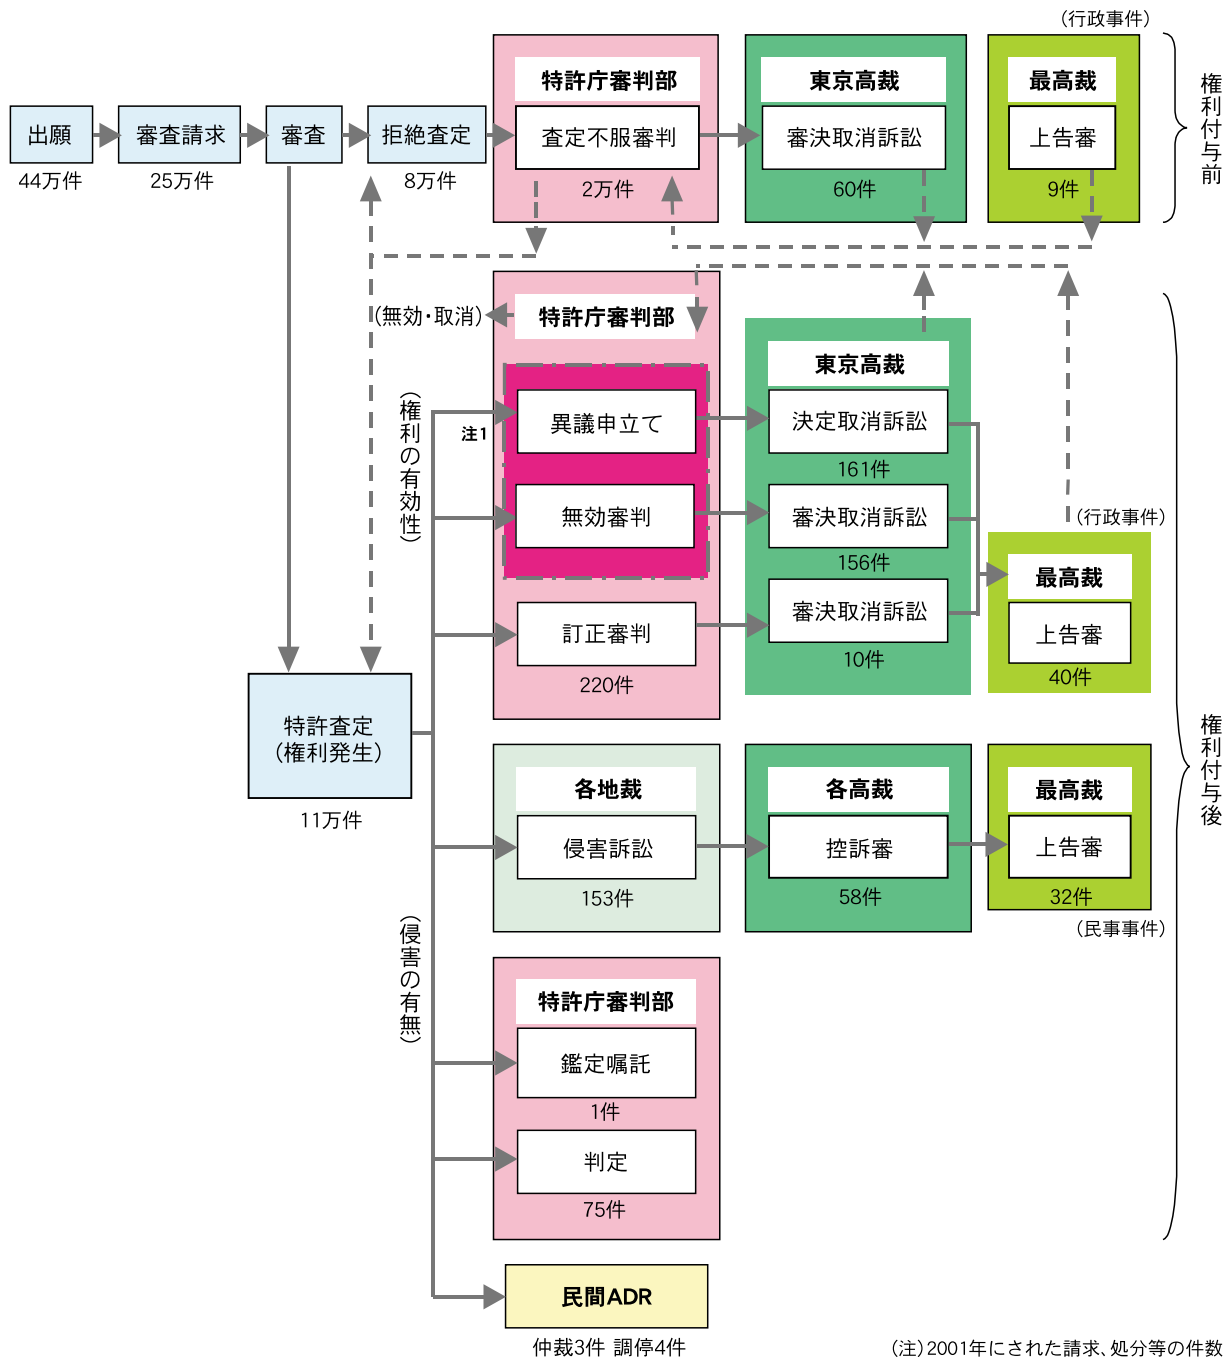 （行政事件）
特許庁審判部
東京高裁
最高裁
出願
審査請求
審査
拒絶査定
査定不服審判
審決取消訴訟
上告審
44万件
25万件
8万件
2万件
60件
9件
権利付与前
（無効・取消）
特許庁審判部
東京高裁
（権利の有効性）
注1
異議申立て
決定取消訴訟
161件
無効審判
審決取消訴訟
156件
（行政事件）
最高裁
訂正審判
審決取消訴訟
上告審
220件
10件
40件
特許査定
（権利発生）
11万件
権利付与後
各地裁
各高裁
最高裁
侵害訴訟
控訴審
上告審
153件
58件
32件
（民事事件）
（侵害の有無）
特許庁審判部
鑑定嘱託
1件
判定
75件
民間ADR
仲裁3件 調停4件
（注）2001年にされた請求、処分等の件数